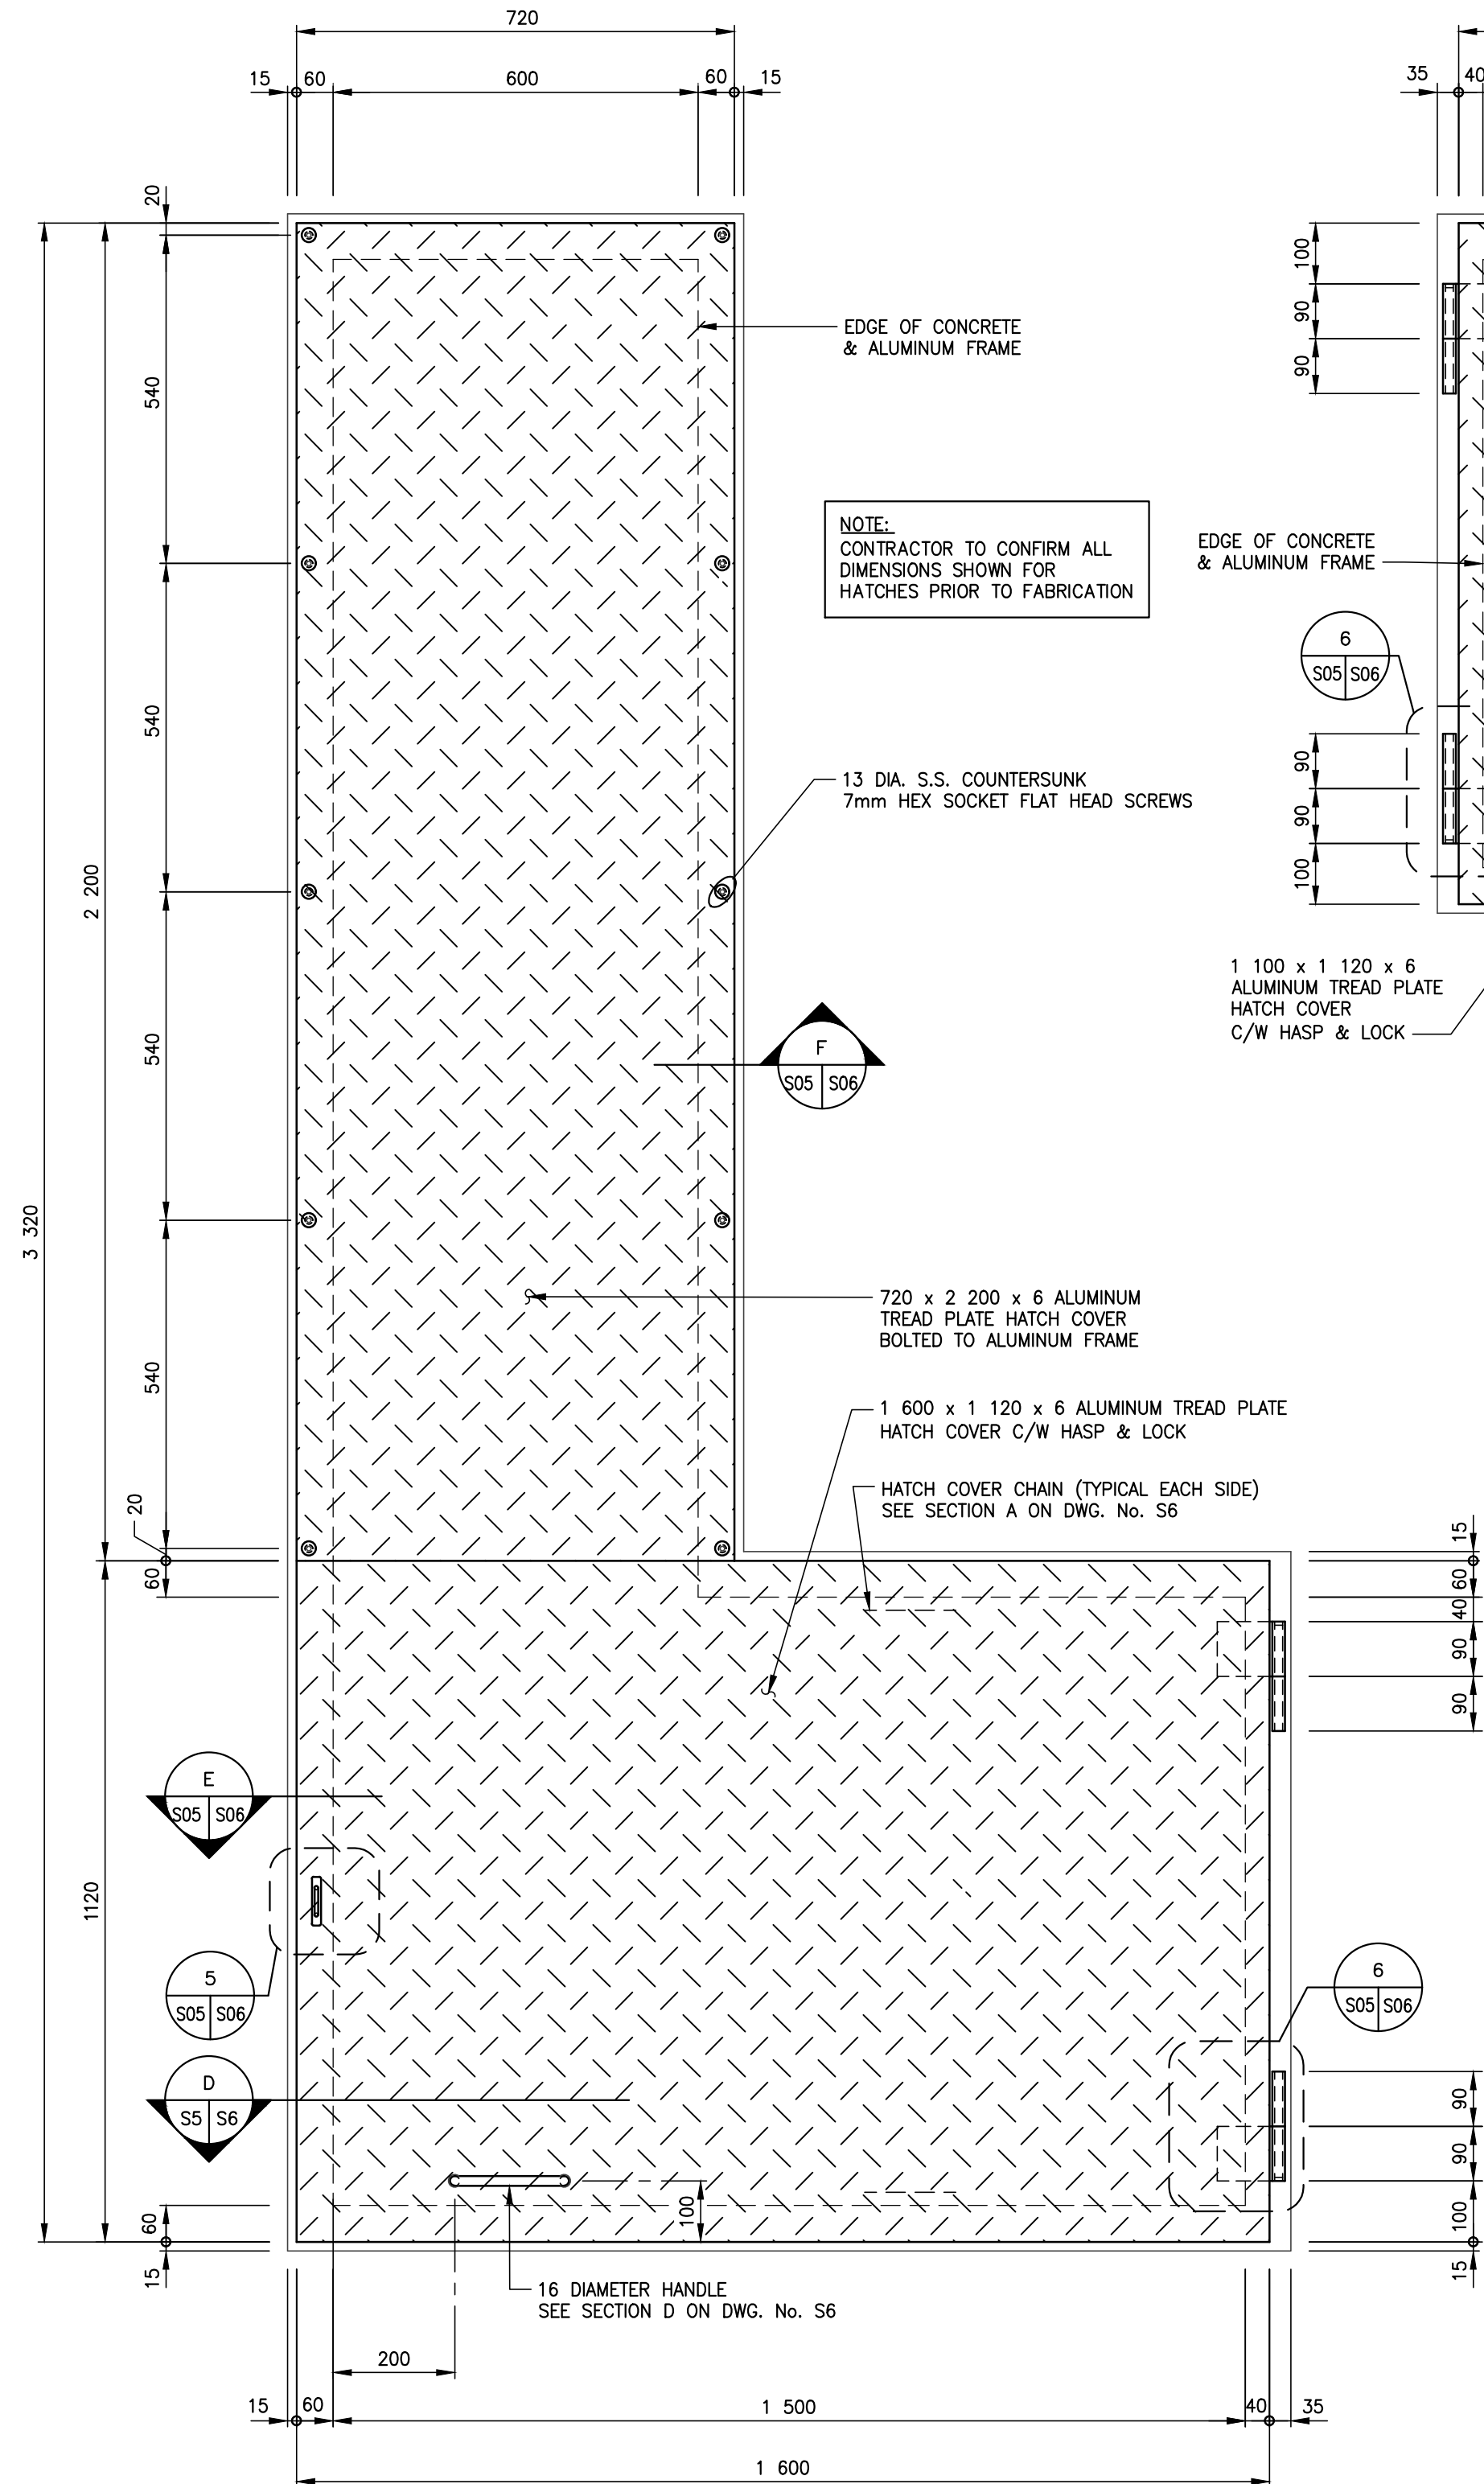 720
15 60 600 60 15
35 40
20
540
540
540
540
20
60
2 200
3 320
1120
60
15
EDGE OF CONCRETE
& ALUMINUM FRAME
NOTE:
CONTRACTOR TO CONFIRM ALL
DIMENSIONS SHOWN FOR
HATCHES PRIOR TO FABRICATION
100
90
90
EDGE OF CONCRETE
& ALUMINUM FRAME
6
S05 S06
90
90
100
13 DIA. S.S. COUNTERSUNK
7mm HEX SOCKET FLAT HEAD SCREWS
1 100 x 1 120 x 6
ALUMINUM TREAD PLATE
HATCH COVER
C/W HASP & LOCK
F
S05 S06
720 x 2 200 x 6 ALUMINUM
TREAD PLATE HATCH COVER
BOLTED TO ALUMINUM FRAME
1 600 x 1 120 x 6 ALUMINUM TREAD PLATE
HATCH COVER C/W HASP & LOCK
HATCH COVER CHAIN (TYPICAL EACH SIDE)
SEE SECTION A ON DWG. No. S6
15
60
40
90
90
E
S05 S06
5
S05 S06
D
S5 S6
6
S05 S06
90
90
100
15
100
16 DIAMETER HANDLE
SEE SECTION D ON DWG. No. S6
200
15 60 1 500 40 35
1 600